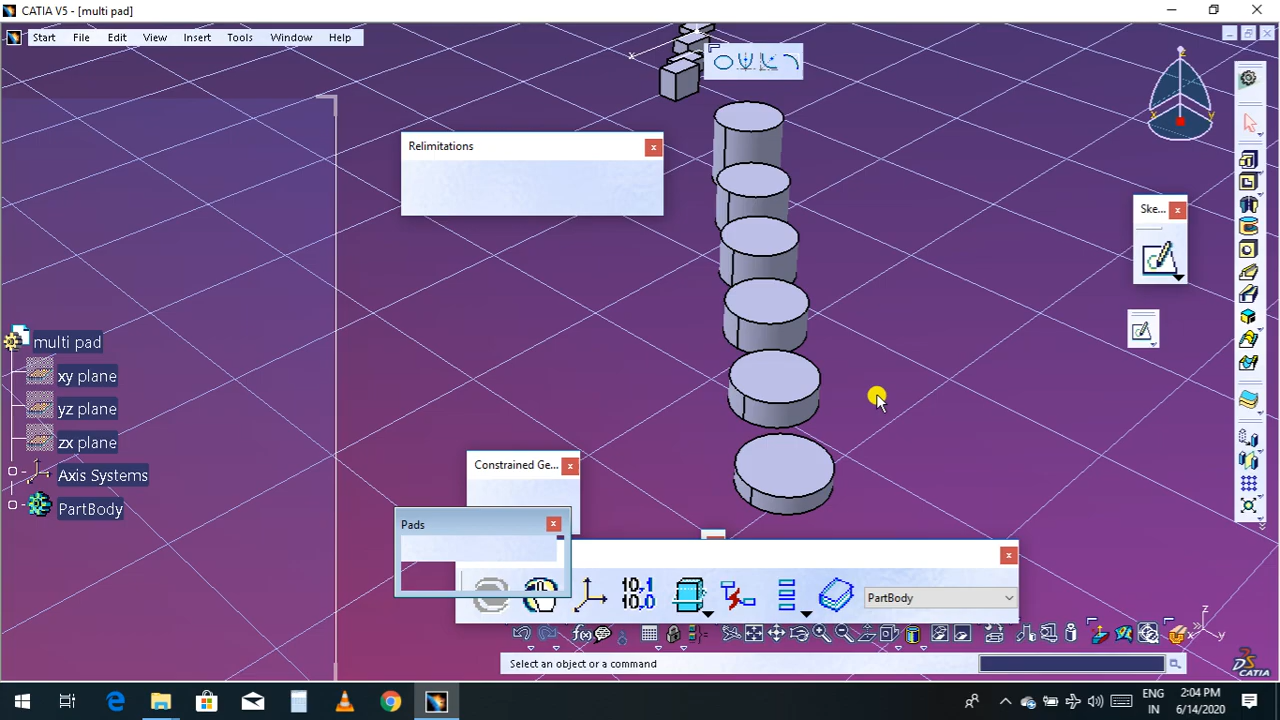 CATIA V5 - [multi pad]
Start File Edit View Insert Tools Window Help
x
Relimitations
z
x y
Ske...
multi pad
xy plane
yz plane
zx plane
Axis Systems
PartBody
Constrained Ge...
Pads
10,1
10,0
PartBody
f(x)
z
x y
Select an object or a command
CATIA
ENG
IN
2:04 PM
6/14/2020